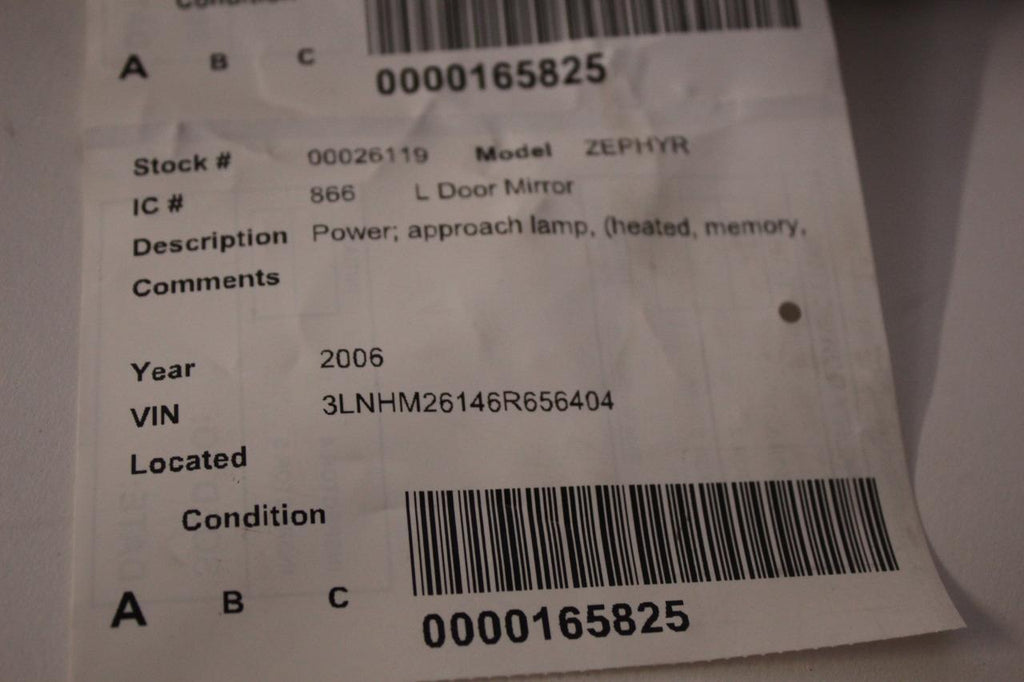 Condition
A B C
0000165825
Stock # 00026119 Model ZEPHYR
IC # 866 L Door Mirror
Description Power; approach lamp, (heated, memory,
Comments
Year 2006
VIN 3LNHM26146R656404
Located
Condition
A B C
0000165825